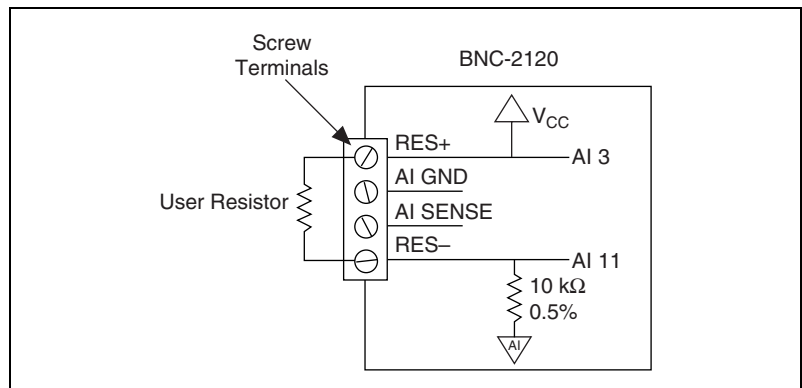 Screw
Terminals
BNC-2120
V_CC
RES+
AI 3
AI GND
User Resistor
AI SENSE
RES–
AI 11
10 kΩ
0.5%
AI